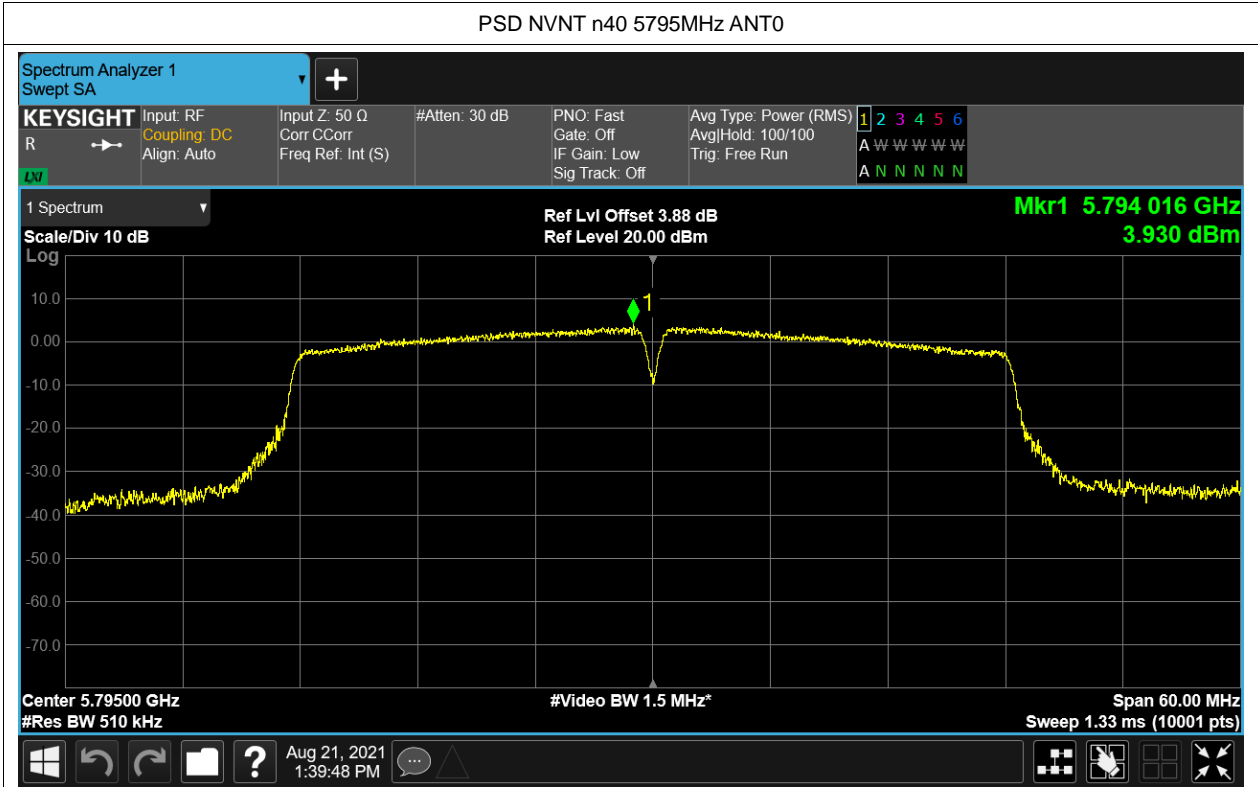 PSD NVNT n40 5795MHz ANT0
Spectrum Analyzer 1
Swept SA
+
KEYSIGHT
R
LXI
Input: RF
Coupling: DC
Align: Auto
Input Z: 50 Ω
Corr CCorr
Freq Ref: Int (S)
#Atten: 30 dB
PNO: Fast
Gate: Off
IF Gain: Low
Sig Track: Off
Avg Type: Power (RMS)
Avg|Hold: 100/100
Trig: Free Run
1 2 3 4 5 6
A W W W W W
A N N N N N
1 Spectrum
Scale/Div 10 dB
Log
Ref Lvl Offset 3.88 dB
Ref Level 20.00 dBm
Mkr1 5.794 016 GHz
3.930 dBm
1
10.0
0.00
-10.0
-20.0
-30.0
-40.0
-50.0
-60.0
-70.0
Center 5.79500 GHz
#Res BW 510 kHz
#Video BW 1.5 MHz*
Span 60.00 MHz
Sweep 1.33 ms (10001 pts)
?
Aug 21, 2021
1:39:48 PM